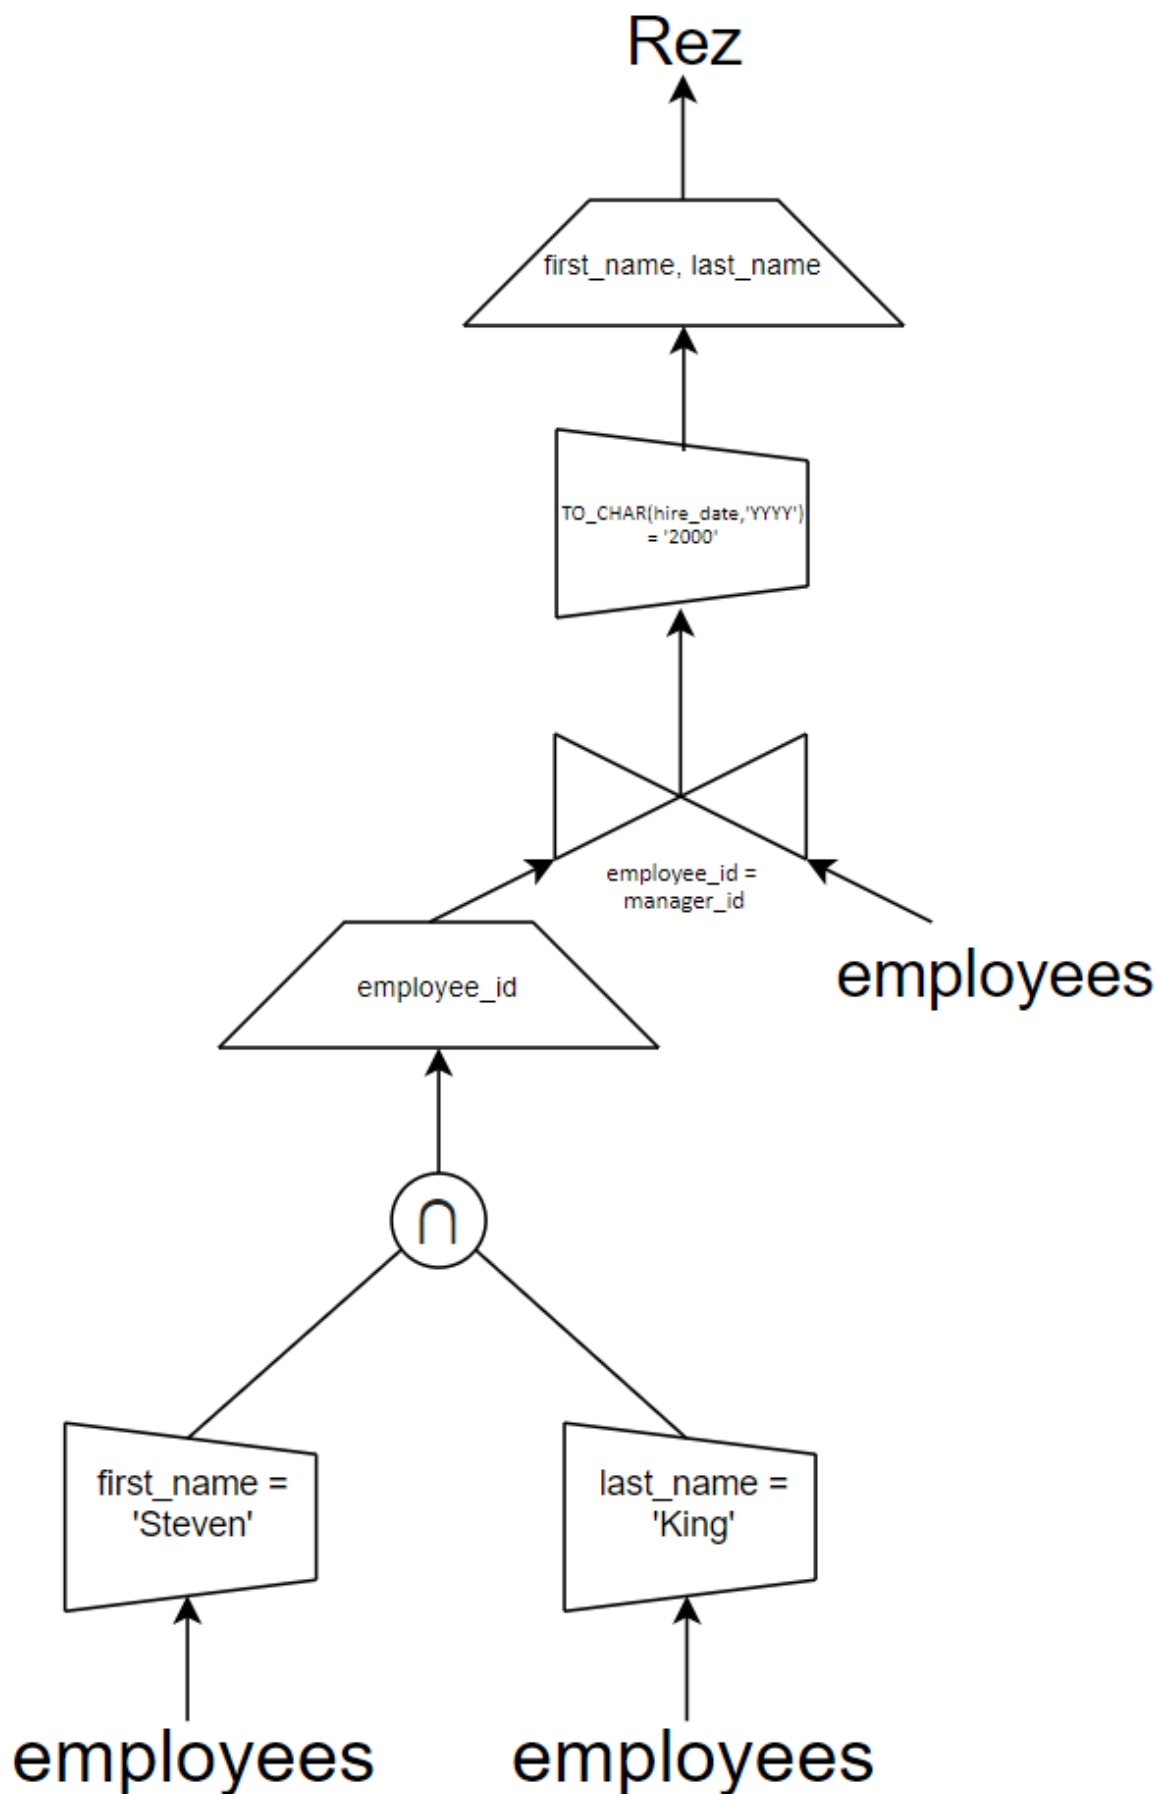 Rez
first_name, last_name
TO_CHAR(hire_date,'YYYY')
= '2000'
employee_id =
manager_id
employees
employee_id
∩
first_name =
'Steven'
last_name =
'King'
employees
employees